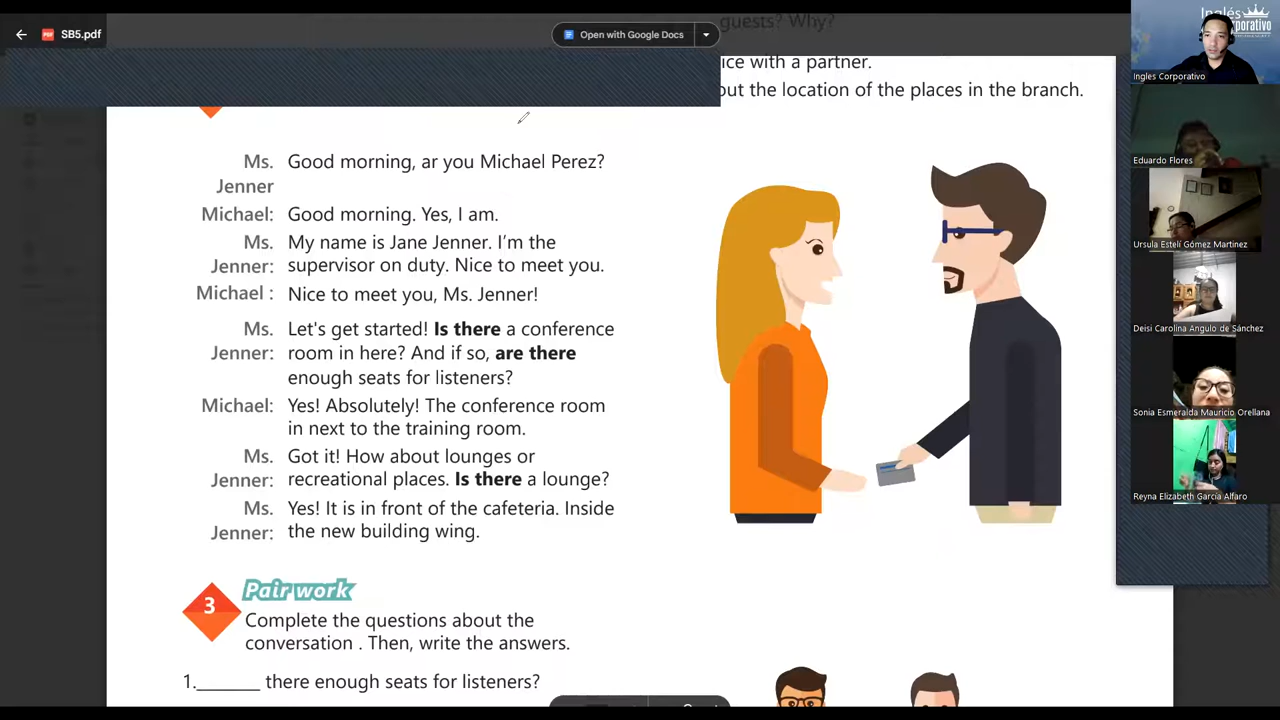 SB5.pdf
Open with Google Docs
guests? Why?
ice with a partner.
out the location of the places in the branch.
Ms. Good morning, ar you Michael Perez?
Jenner
Michael: Good morning. Yes, I am.
Ms. My name is Jane Jenner. I'm the
Jenner: supervisor on duty. Nice to meet you.
Michael : Nice to meet you, Ms. Jenner!
Ms. Let's get started! Is there a conference
Jenner: room in here? And if so, are there
enough seats for listeners?
Michael: Yes! Absolutely! The conference room
in next to the training room.
Ms. Got it! How about lounges or
Jenner: recreational places. Is there a lounge?
Ms. Yes! It is in front of the cafeteria. Inside
Jenner: the new building wing.
3
Pair work
Complete the questions about the
conversation . Then, write the answers.
1._______ there enough seats for listeners?
Inglés
Corporativo
Ingles Corporativo
Eduardo Flores
Ursula Estelí Gómez Martinez
Deisi Carolina Angulo de Sánchez
Sonia Esmeralda Mauricio Orellana
Reyna Elizabeth García Alfaro